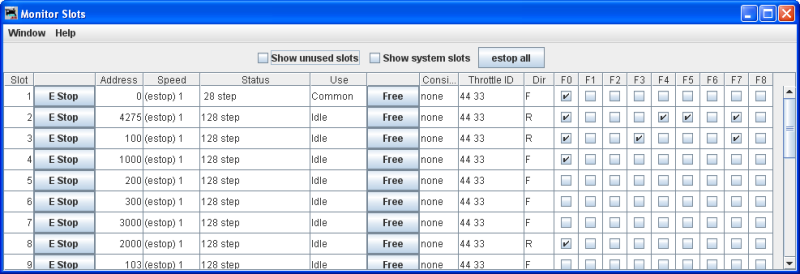 Monitor Slots
Window Help
Show unused slots Show system slots estop all
Slot Address Speed Status Use Consi... Throttle ID Dir F0 F1 F2 F3 F4 F5 F6 F7 F8
1 E Stop 0 (estop) 1 28 step Common Free none 44 33 F
2 E Stop 4275 (estop) 1 128 step Idle Free none 44 33 R
3 E Stop 100 (estop) 1 128 step Idle Free none 44 33 R
4 E Stop 1000 (estop) 1 128 step Idle Free none 44 33 F
5 E Stop 200 (estop) 1 128 step Idle Free none 44 33 F
6 E Stop 300 (estop) 1 128 step Idle Free none 44 33 F
7 E Stop 3000 (estop) 1 128 step Idle Free none 44 33 F
8 E Stop 2000 (estop) 1 128 step Idle Free none 44 33 R
9 E Stop 103 (estop) 1 128 step Idle Free none 44 33 F